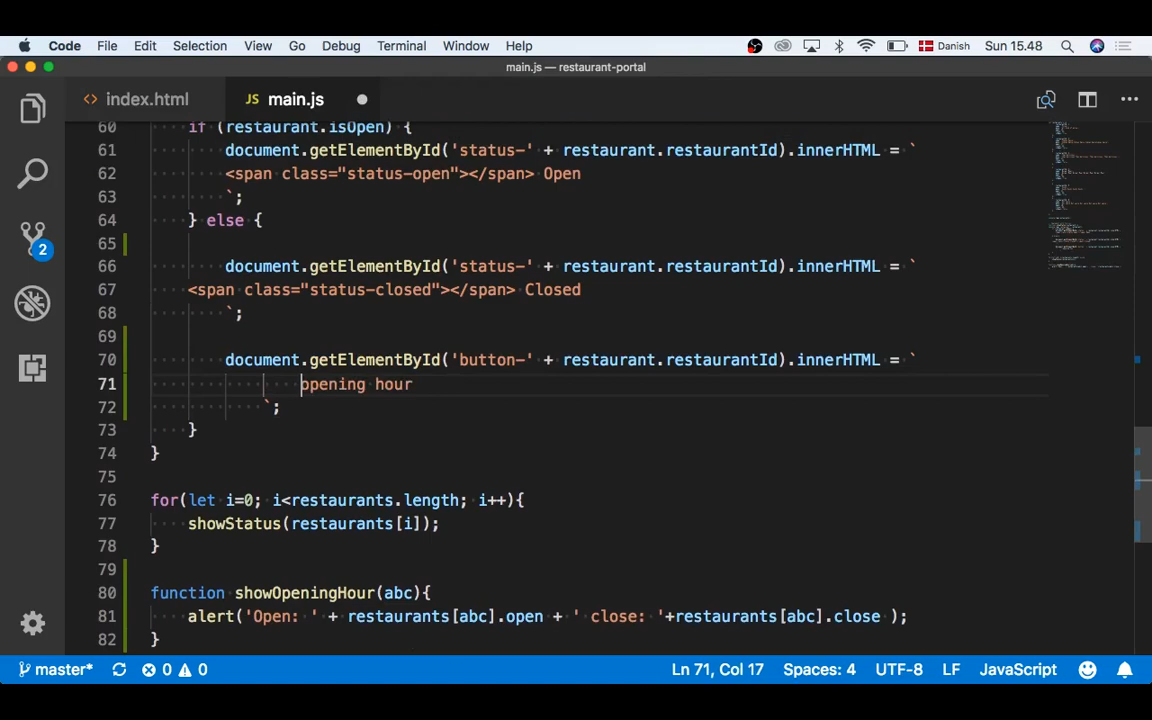 Code File Edit Selection View Go Debug Terminal Window Help Danish Sun 15.48
main.js — restaurant-portal
<> index.html JS main.js
60 if (restaurant.isOpen) {
61 document.getElementById('status-' + restaurant.restaurantId).innerHTML = `
62 <span class="status-open"></span> Open
63 `;
64 } else {
65
66 document.getElementById('status-' + restaurant.restaurantId).innerHTML = `
67 <span class="status-closed"></span> Closed
68 `;
69
70 document.getElementById('button-' + restaurant.restaurantId).innerHTML = `
71 opening hour
72 `;
73 }
74 }
75
76 for(let i=0; i<restaurants.length; i++){
77 showStatus(restaurants[i]);
78 }
79
80 function showOpeningHour(abc){
81 alert('Open: ' + restaurants[abc].open + ' close: '+restaurants[abc].close );
82 }
2
master* 0 0 Ln 71, Col 17 Spaces: 4 UTF-8 LF JavaScript